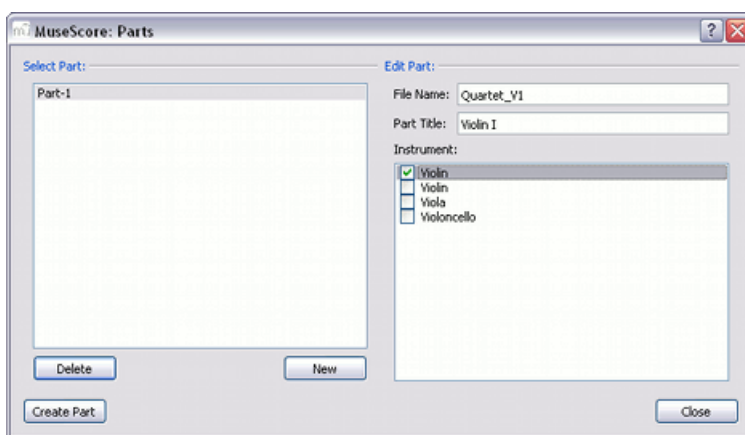 MuseScore: Parts
Select Part:
Part-1
Delete
New
Create Part
Edit Part:
File Name: Quartet_V1
Part Title: Violin I
Instrument:
Violin
Violin
Viola
Violoncello
Close